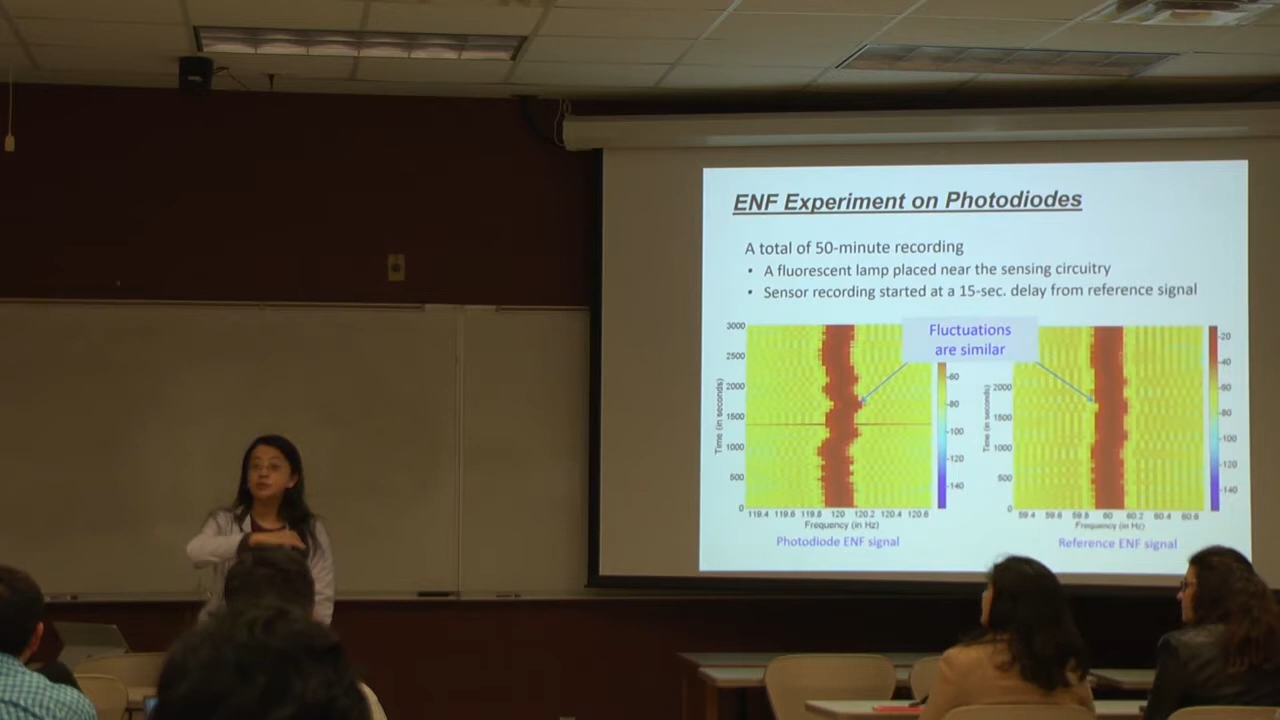 ENF Experiment on Photodiodes
A total of 50-minute recording
• A fluorescent lamp placed near the sensing circuitry
• Sensor recording started at a 15-sec. delay from reference signal
Fluctuations
are similar
3000
2500
2000
1500
1000
500
0
Time (in seconds)
119.4 119.6 119.8 120 120.2 120.4 120.6
Frequency (in Hz)
-60
-80
-100
-120
-140
Photodiode ENF signal
2000
1500
1000
500
0
Time (in seconds)
59.4 59.6 59.8 60 60.2 60.4 60.6
Frequency (in Hz)
-20
-40
-60
-80
-100
-120
-140
Reference ENF signal